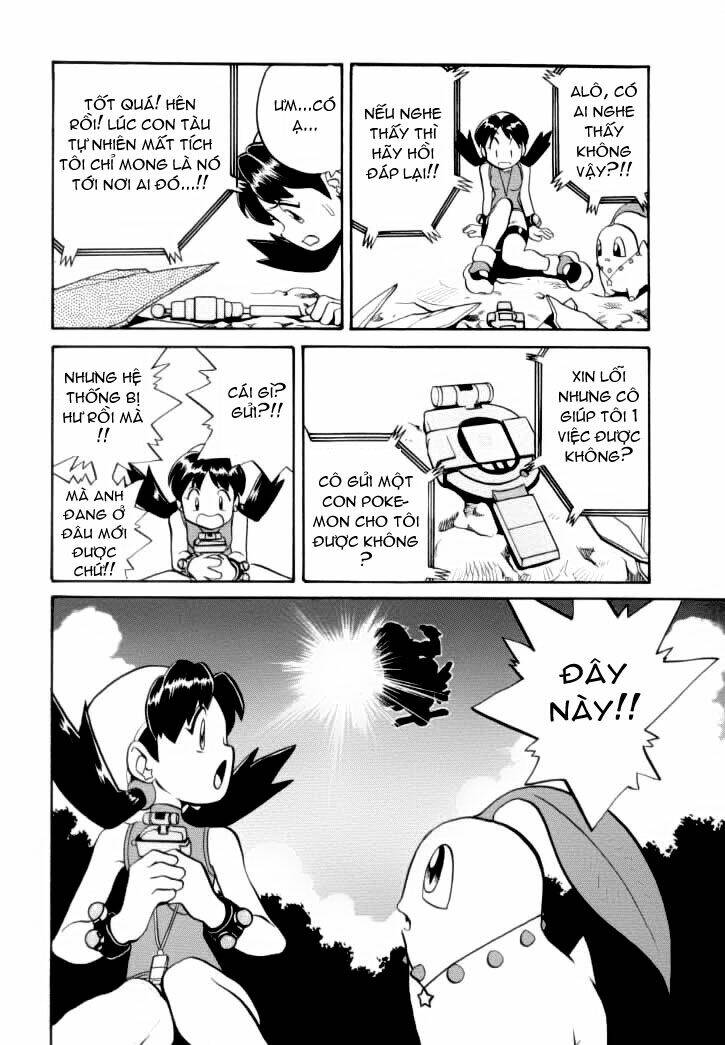 ALÔ, CÓ
AI NGHE
THẤY
KHÔNG
VẬY?!!
NẾU NGHE
THẤY THÌ
HÃY HỒI
ĐÁP LẠI!!
ƯM...CÓ
Ạ...
TỐT QUÁ! HÊN
RỒI! LÚC CON TÀU
TỰ NHIÊN MẤT TÍCH
TÔI CHỈ MONG LÀ NÓ
TỚI NƠI AI ĐÓ...!!
XIN LỖI
NHƯNG CÔ
GIÚP TÔI 1
VIỆC ĐƯỢC
KHÔNG?
CÔ GỬI MỘT
CON POKE-
MON CHO TÔI
ĐƯỢC KHÔNG
?
CÁI GÌ?
GỬI?!!
NHƯNG HỆ
THỐNG BỊ
HƯ RỒI MÀ
!!
MÀ ANH
ĐANG Ở
ĐÂU MỚI
ĐƯỢC
CHỨ!!
ĐÂY
NÀY!!